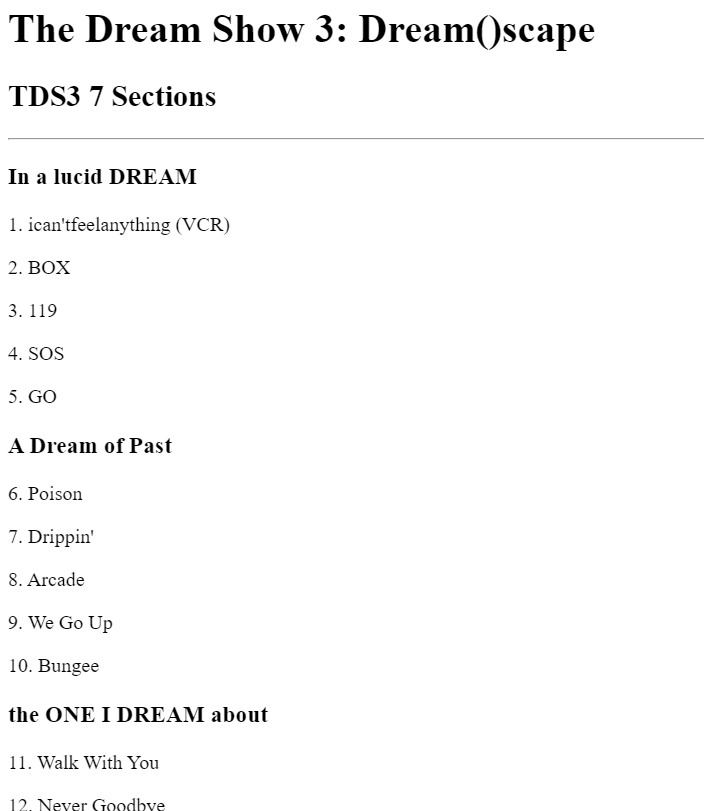 The Dream Show 3: Dream()scape
TDS3 7 Sections
In a lucid DREAM
1. ican'tfeelanything (VCR)
2. BOX
3. 119
4. SOS
5. GO
A Dream of Past
6. Poison
7. Drippin'
8. Arcade
9. We Go Up
10. Bungee
the ONE I DREAM about
11. Walk With You
12. Never Goodbye